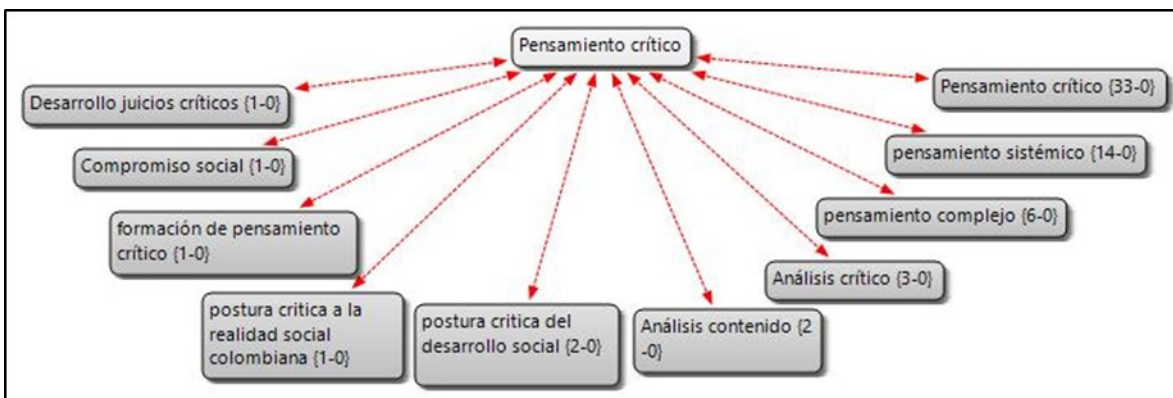 Pensamiento crítico
Desarrollo juicios críticos {1-0}
Compromiso social {1-0}
formación de pensamiento
crítico {1-0}
postura critica a la
realidad social
colombiana {1-0}
postura critica del
desarrollo social {2-0}
Análisis contenido {2
-0}
Análisis crítico {3-0}
pensamiento complejo {6-0}
pensamiento sistémico {14-0}
Pensamiento crítico {33-0}